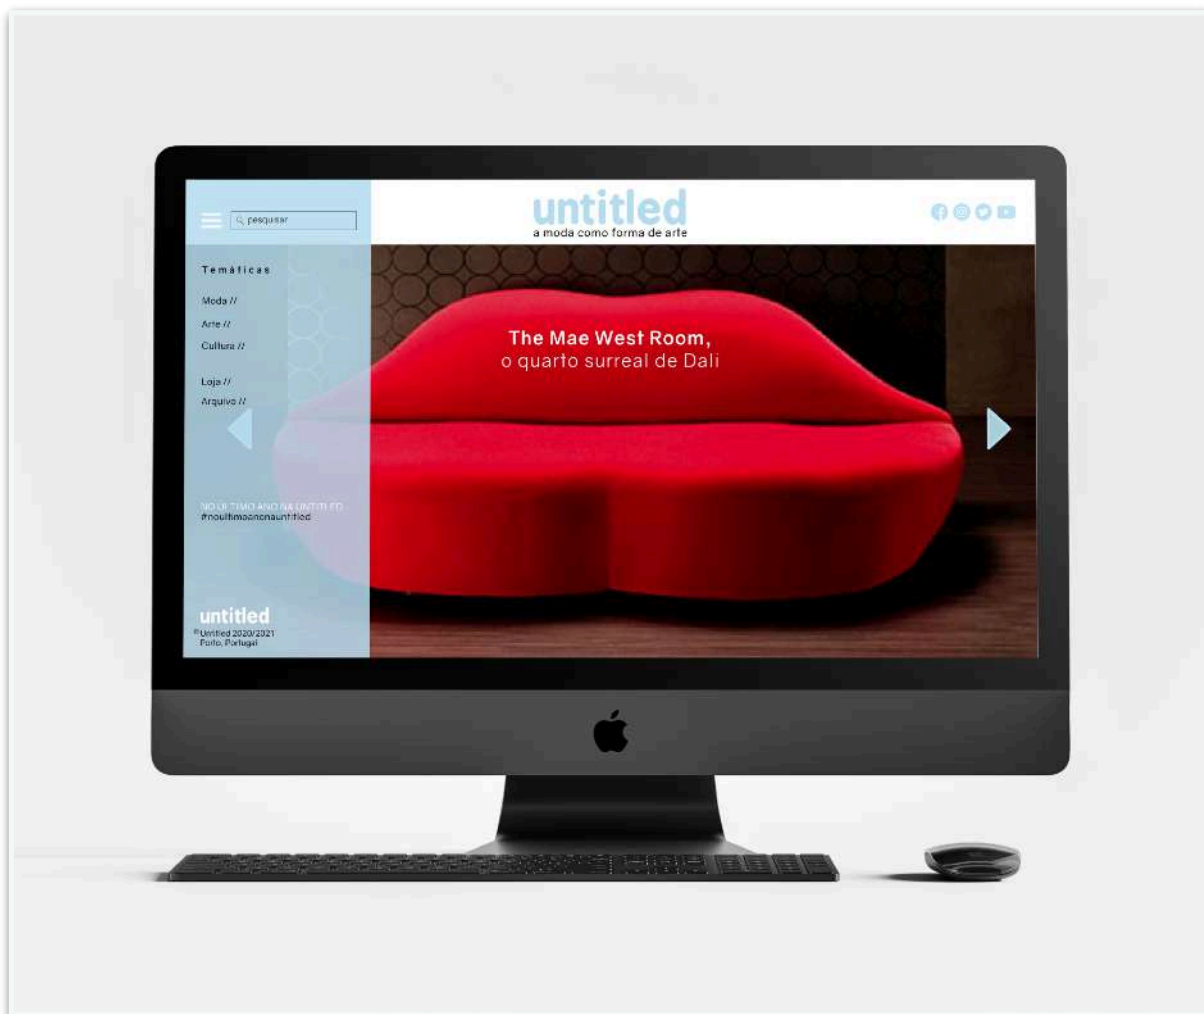 pesquisar
untitled
a moda como forma de arte
Temáticas
Moda //
Arte //
Cultura //
Loja //
Arquivo //
The Mae West Room,
o quarto surreal de Dali
NO ÚLTIMO ANO NA UNTITLED
#noultimoanonauntitled
untitled
©Untitled 2020/2021
Porto, Portugal